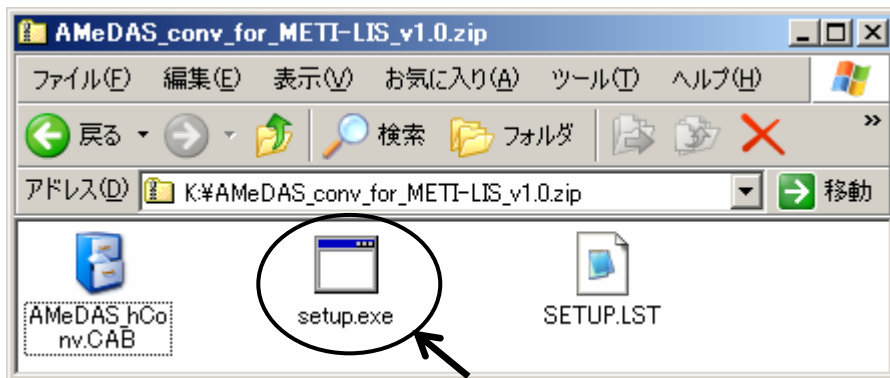 AMeDAS_conv_for_METI-LIS_v1.0.zip
ファイル(F) 編集(E) 表示(V) お気に入り(A) ツール(T) ヘルプ(H)
戻る 検索 フォルダ »
アドレス(D) K:¥AMeDAS_conv_for_METI-LIS_v1.0.zip 移動
AMeDAS_hCo
nv.CAB
setup.exe
SETUP.LST